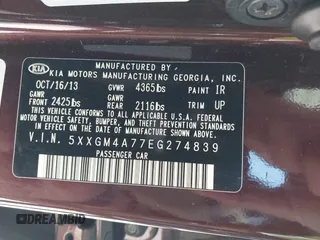 MANUFACTURED BY
KIA KIA MOTORS MANUFACTURING GEORGIA, INC.
OCT/16/13 GVWR 4365lbs PAINT IR
GAWR GAWR
FRONT 2425lbs REAR 2116lbs TRIM UP
THIS VEHICLE CONFORMS TO ALL APPLICABLE U.S.A. FEDERAL
MOTOR VEHICLE SAFETY, BUMPER, AND THEFT PREVENTION
STANDARDS IN EFFECT ON THE DATE OF MANUFACTURE SHOWN ABOVE.
V.I.N. 5XXGM4A77EG274839
PASSENGER CAR
DREAMBID